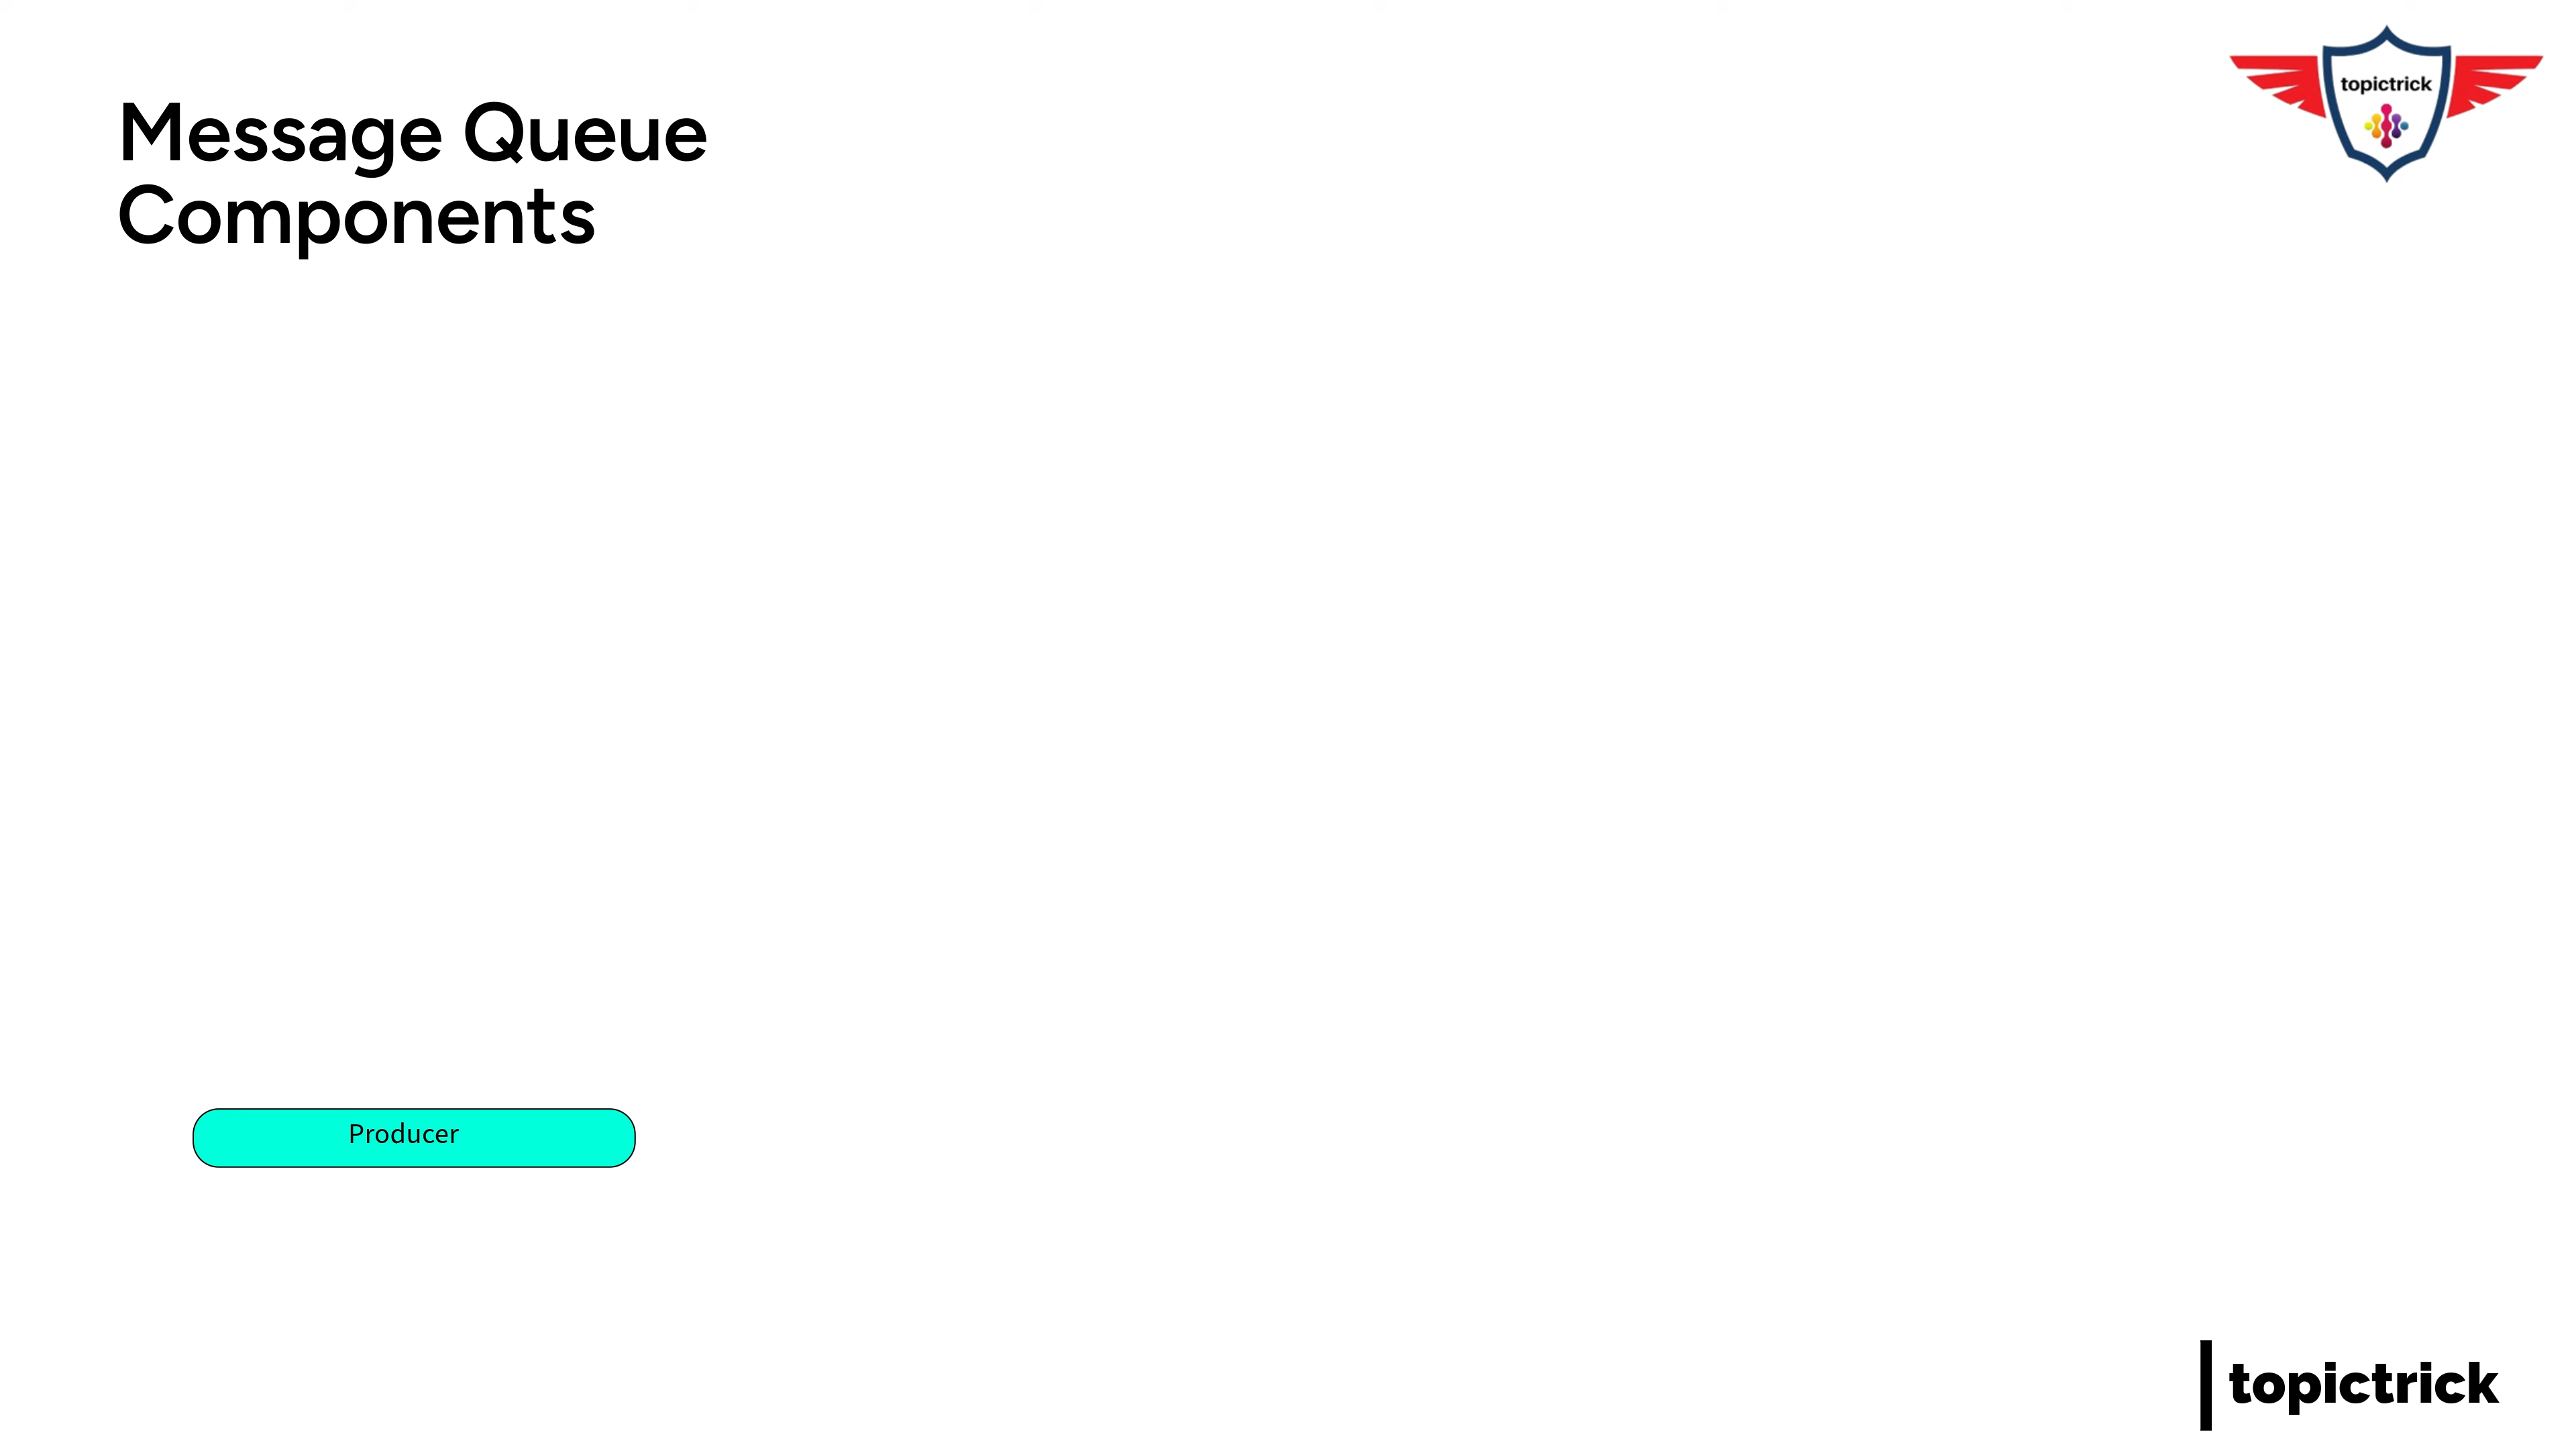 topictrick
Message Queue
Components
Producer
topictrick